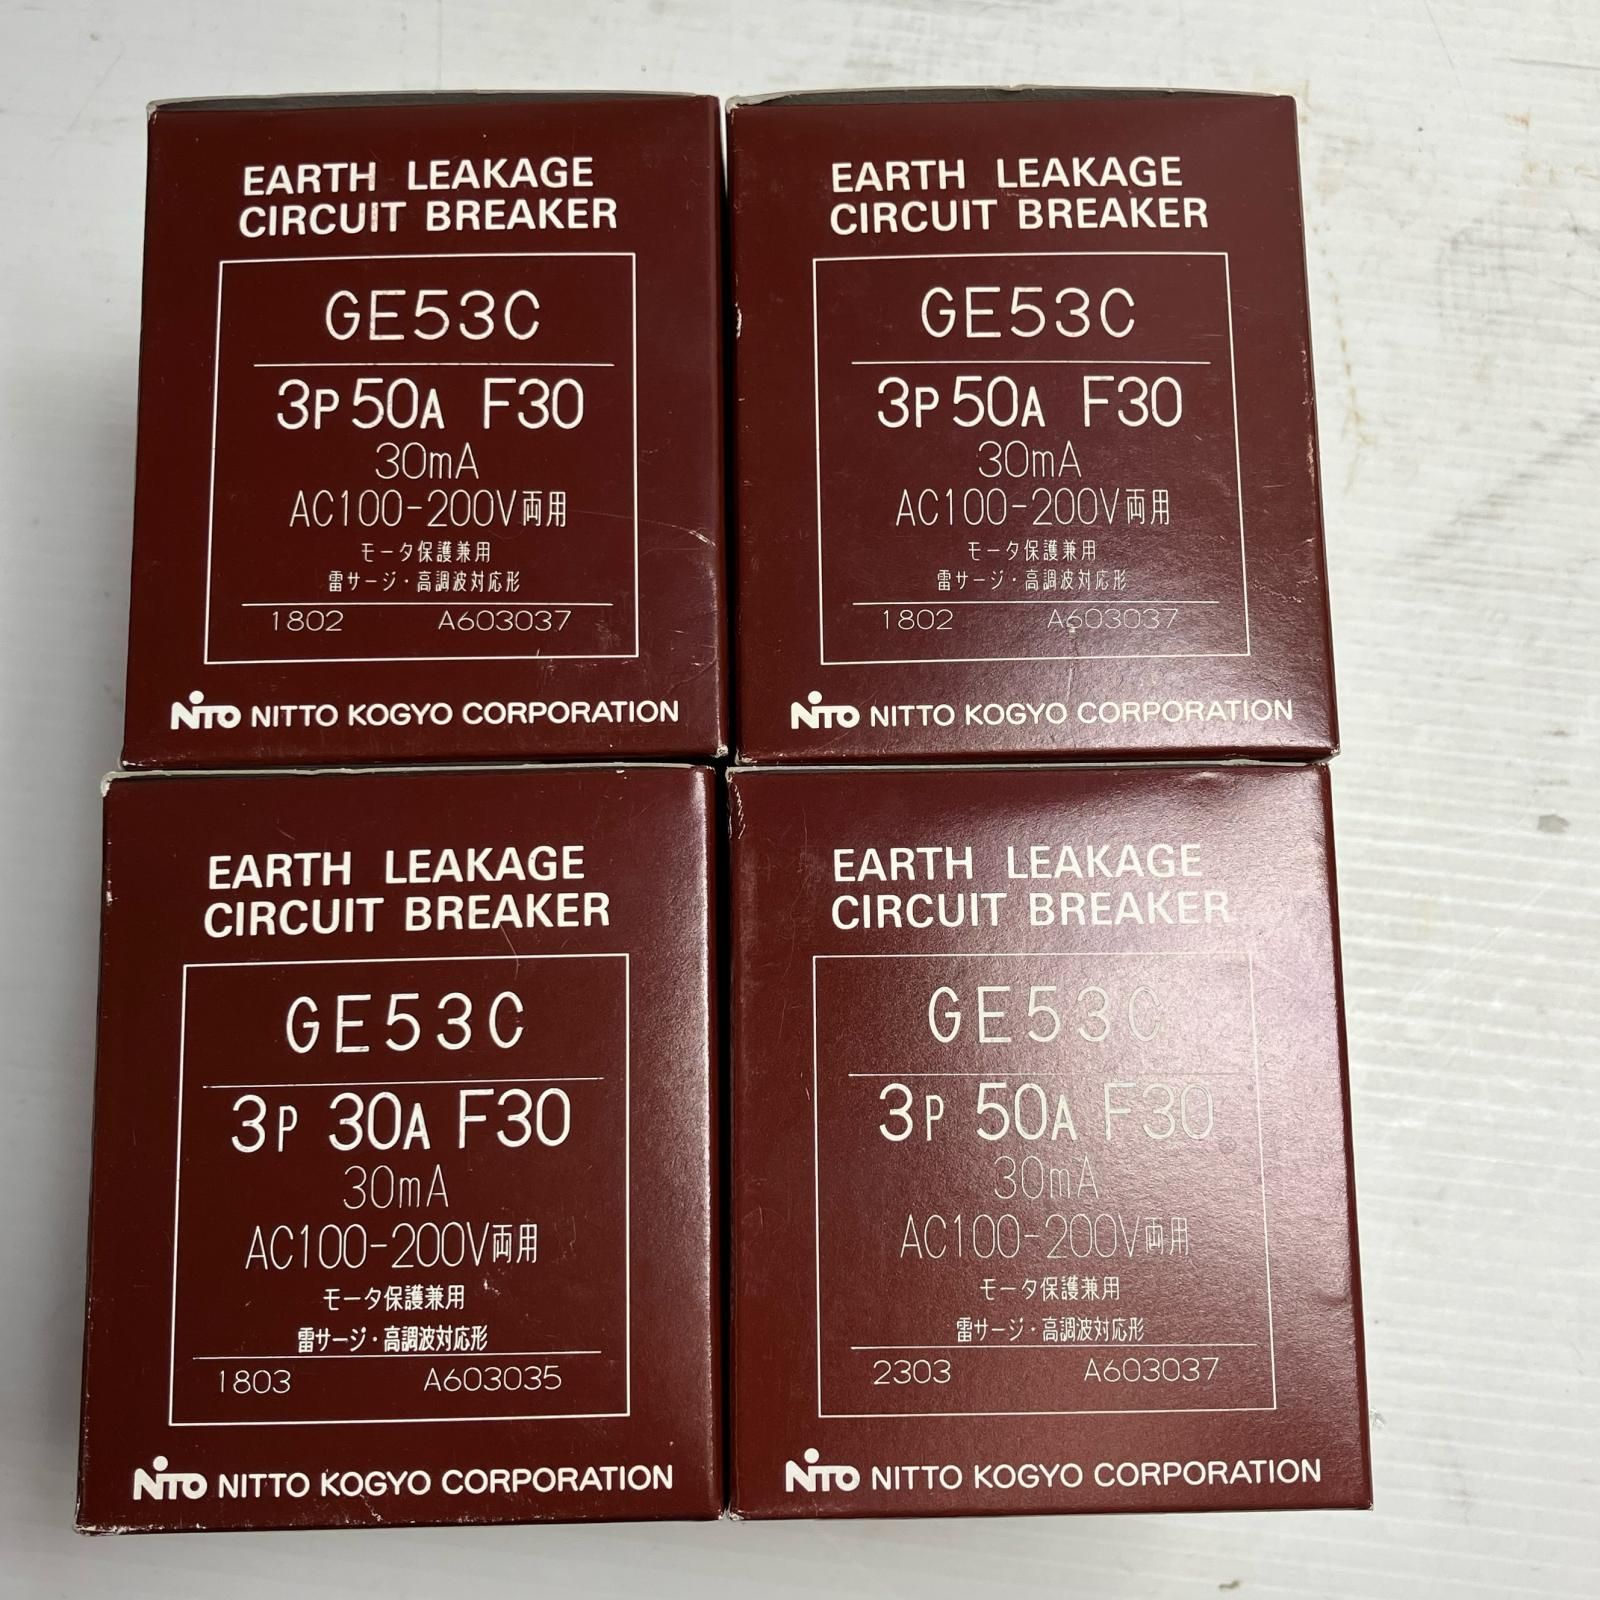 EARTH LEAKAGE
CIRCUIT BREAKER
GE53C
3P 50A F30
30mA
AC100-200V両用
モータ保護兼用
雷サージ・高調波対応形
1802 A603037
NITO NITTO KOGYO CORPORATION
EARTH LEAKAGE
CIRCUIT BREAKER
GE53C
3P 50A F30
30mA
AC100-200V両用
モータ保護兼用
雷サージ・高調波対応形
1802 A603037
NITO NITTO KOGYO CORPORATION
EARTH LEAKAGE
CIRCUIT BREAKER
GE53C
3P 30A F30
30mA
AC100-200V両用
モータ保護兼用
雷サージ・高調波対応形
1803 A603035
NITO NITTO KOGYO CORPORATION
EARTH LEAKAGE
CIRCUIT BREAKER
GE53C
3P 50A F30
30mA
AC100-200V両用
モータ保護兼用
雷サージ・高調波対応形
2303 A603037
NITO NITTO KOGYO CORPORATION